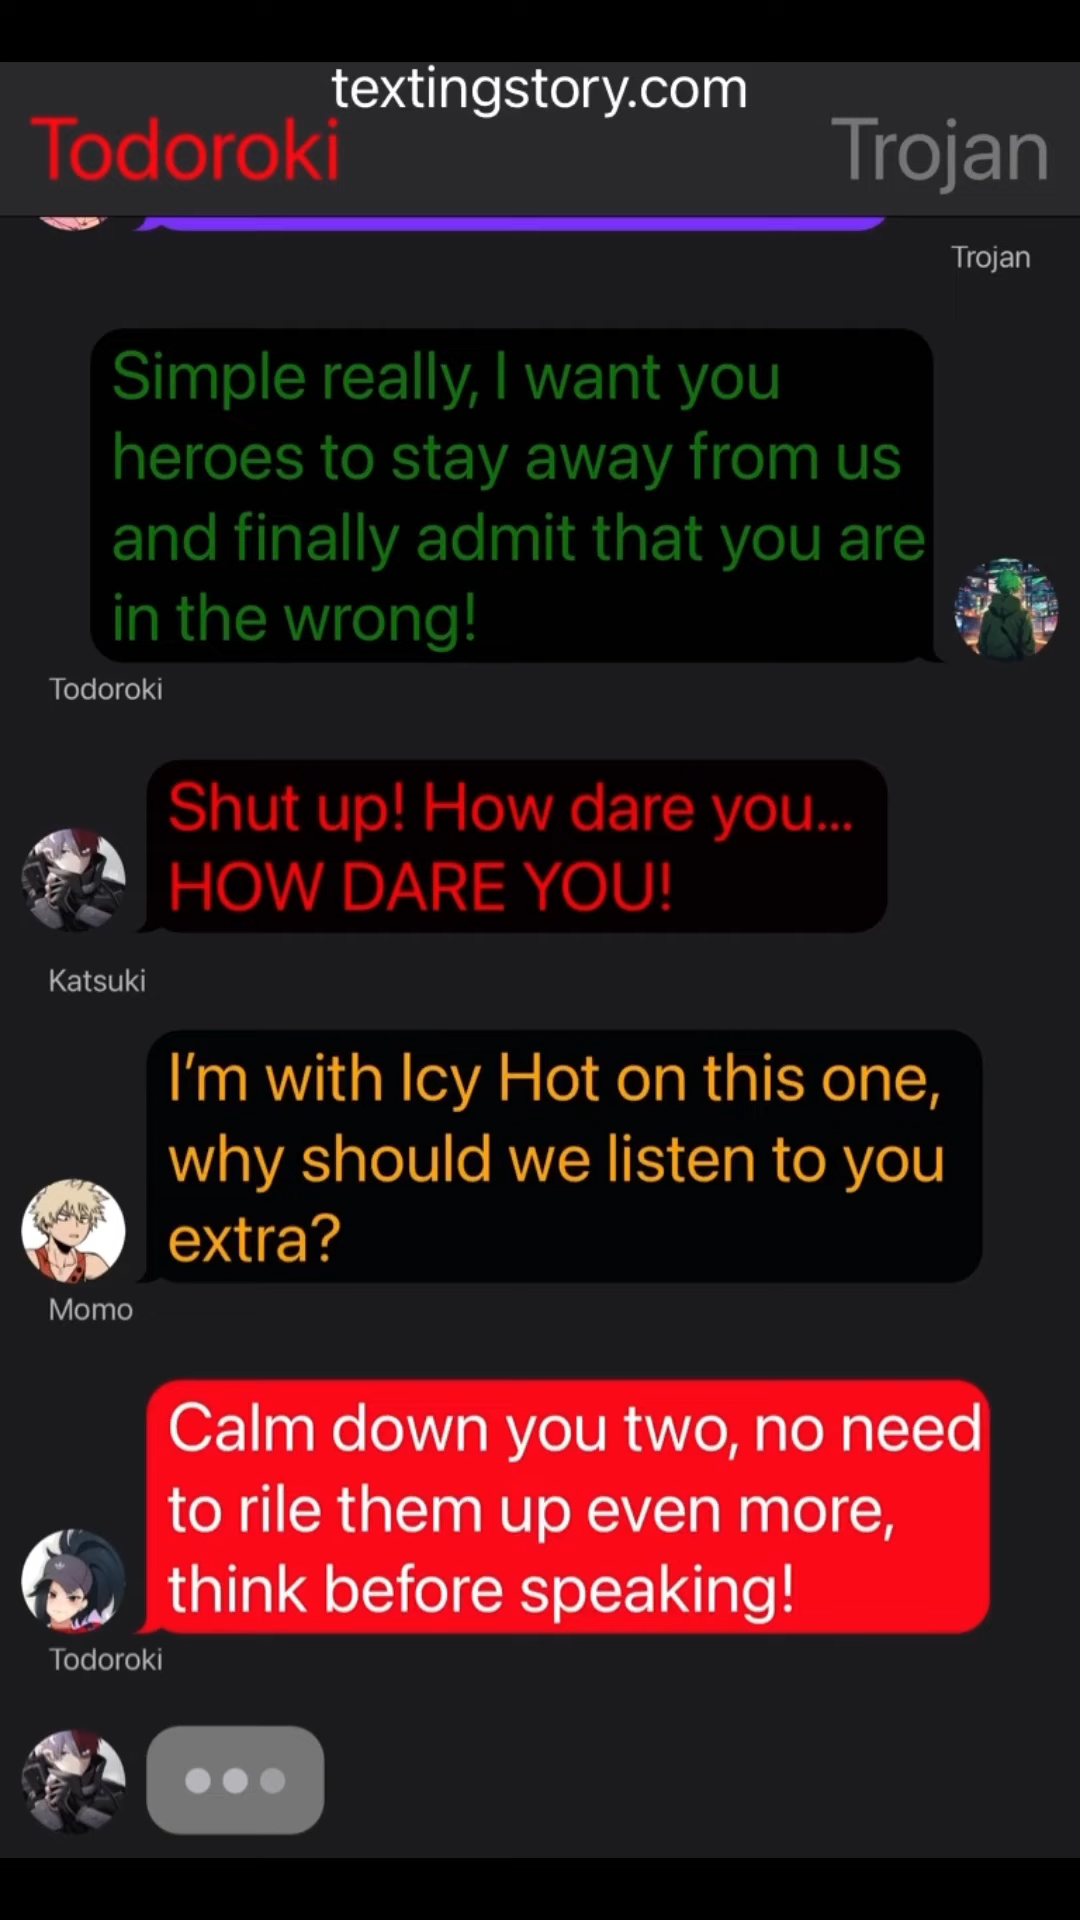 textingstory.com
Todoroki
Trojan
Trojan
Simple really, I want you
heroes to stay away from us
and finally admit that you are
in the wrong!
Todoroki
Shut up! How dare you...
HOW DARE YOU!
Katsuki
I'm with Icy Hot on this one,
why should we listen to you
extra?
Momo
Calm down you two, no need
to rile them up even more,
think before speaking!
Todoroki